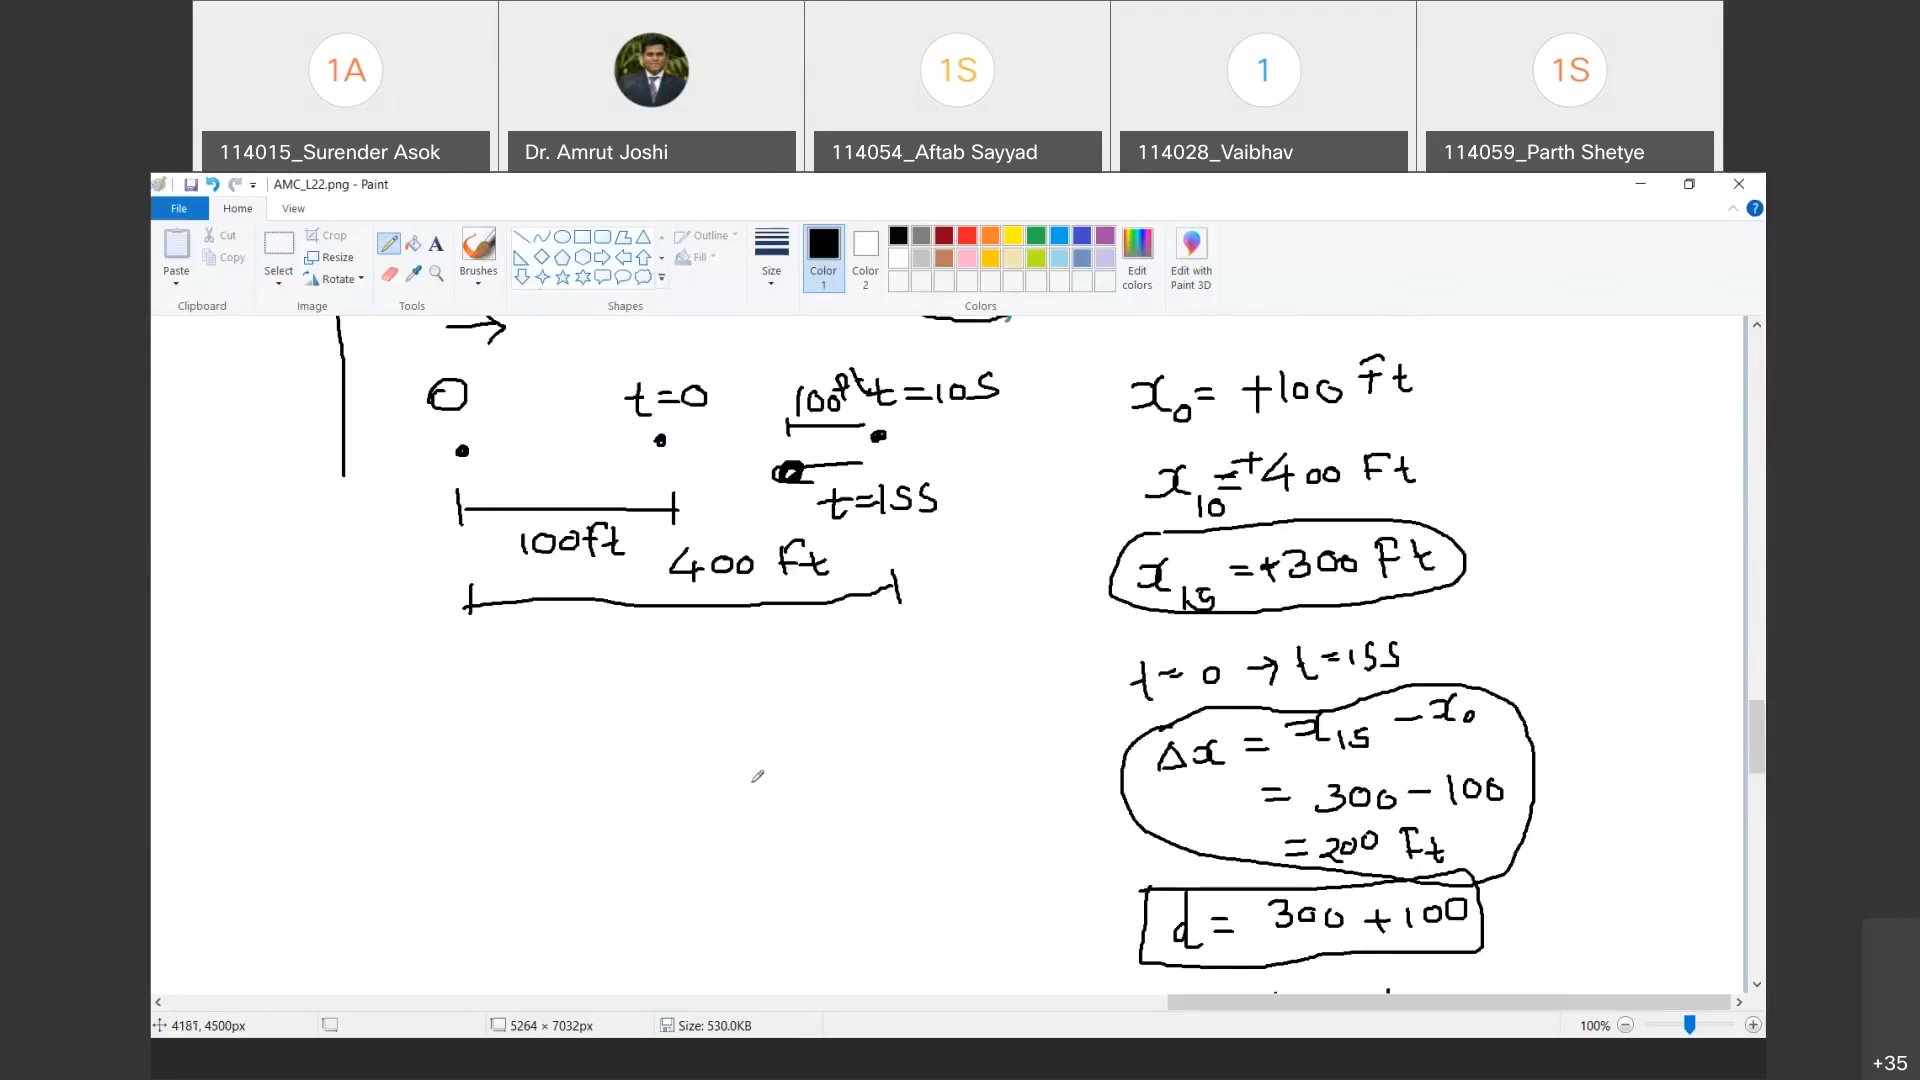 1A
1S
1
1S
114015_Surender Asok
Dr. Amrut Joshi
114054_Aftab Sayyad
114028_Vaibhav
114059_Parth Shetye
AMC_L22.png - Paint
File
Home
View
Paste
Cut
Copy
Clipboard
Select
Crop
Resize
Rotate
Image
A
Tools
Brushes
Outline
Fill
Shapes
Size
Color 1
Color 2
Edit colors
Colors
Edit with Paint 3D
O
t=0
100ft
t=10S
t=15S
100ft
400 Ft
x₀= +100 Ft
x₁₀=+400 Ft
x₁₅ =+300 Ft
t= 0 → t=15S
Δx = x₁₅ - x₀
= 300 - 100
= 200 Ft
d = 300 + 100
4181, 4500px
5264 × 7032px
Size: 530.0KB
100%
+35